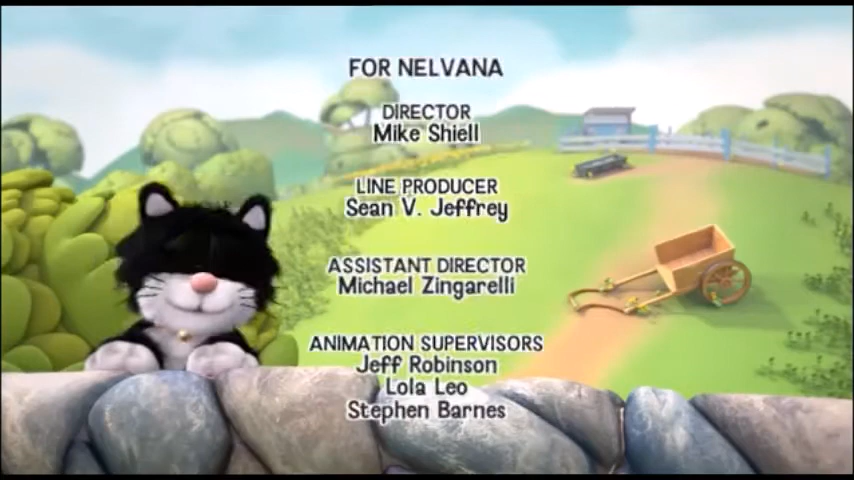 FOR NELVANA
DIRECTOR
Mike Shiell
LINE PRODUCER
Sean V. Jeffrey
ASSISTANT DIRECTOR
Michael Zingarelli
ANIMATION SUPERVISORS
Jeff Robinson
Lola Leo
Stephen Barnes